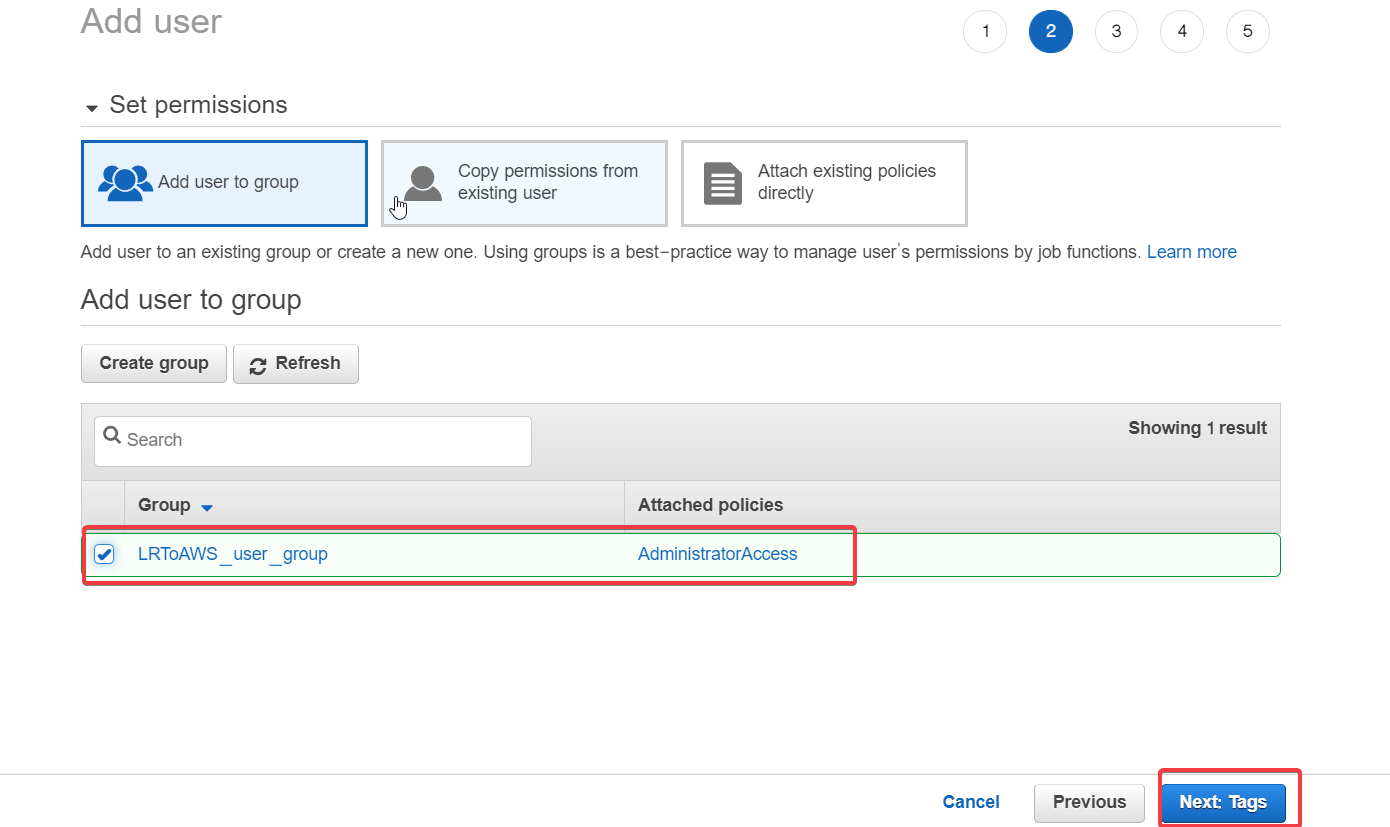 Add user
1 2 3 4 5
Set permissions
Add user to group
Copy permissions from
existing user
Attach existing policies
directly
Add user to an existing group or create a new one. Using groups is a best-practice way to manage user's permissions by job functions. Learn more
Add user to group
Create group Refresh
Search
Showing 1 result
Group Attached policies
LRToAWS_user_group AdministratorAccess
Cancel Previous Next: Tags